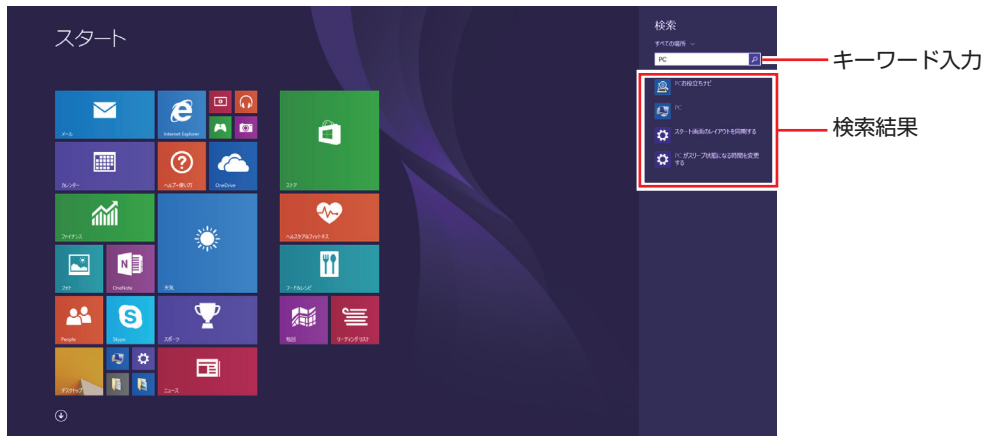 スタート
検索
すべての場所
PC
キーワード入力
検索結果
PCお役立ちナビ
PC
スタート画面のレイアウトを同期する
PC がスリープ状態になる時間を変更
する
メール
Internet Explorer
ストア
カレンダー
ヘルプ+使い方
OneDrive
ファイナンス
天気
ヘルスケア&フィットネス
フォト
OneNote
フード&レシピ
People
Skype
スポーツ
地図
リーディング リスト
デスクトップ
ニュース